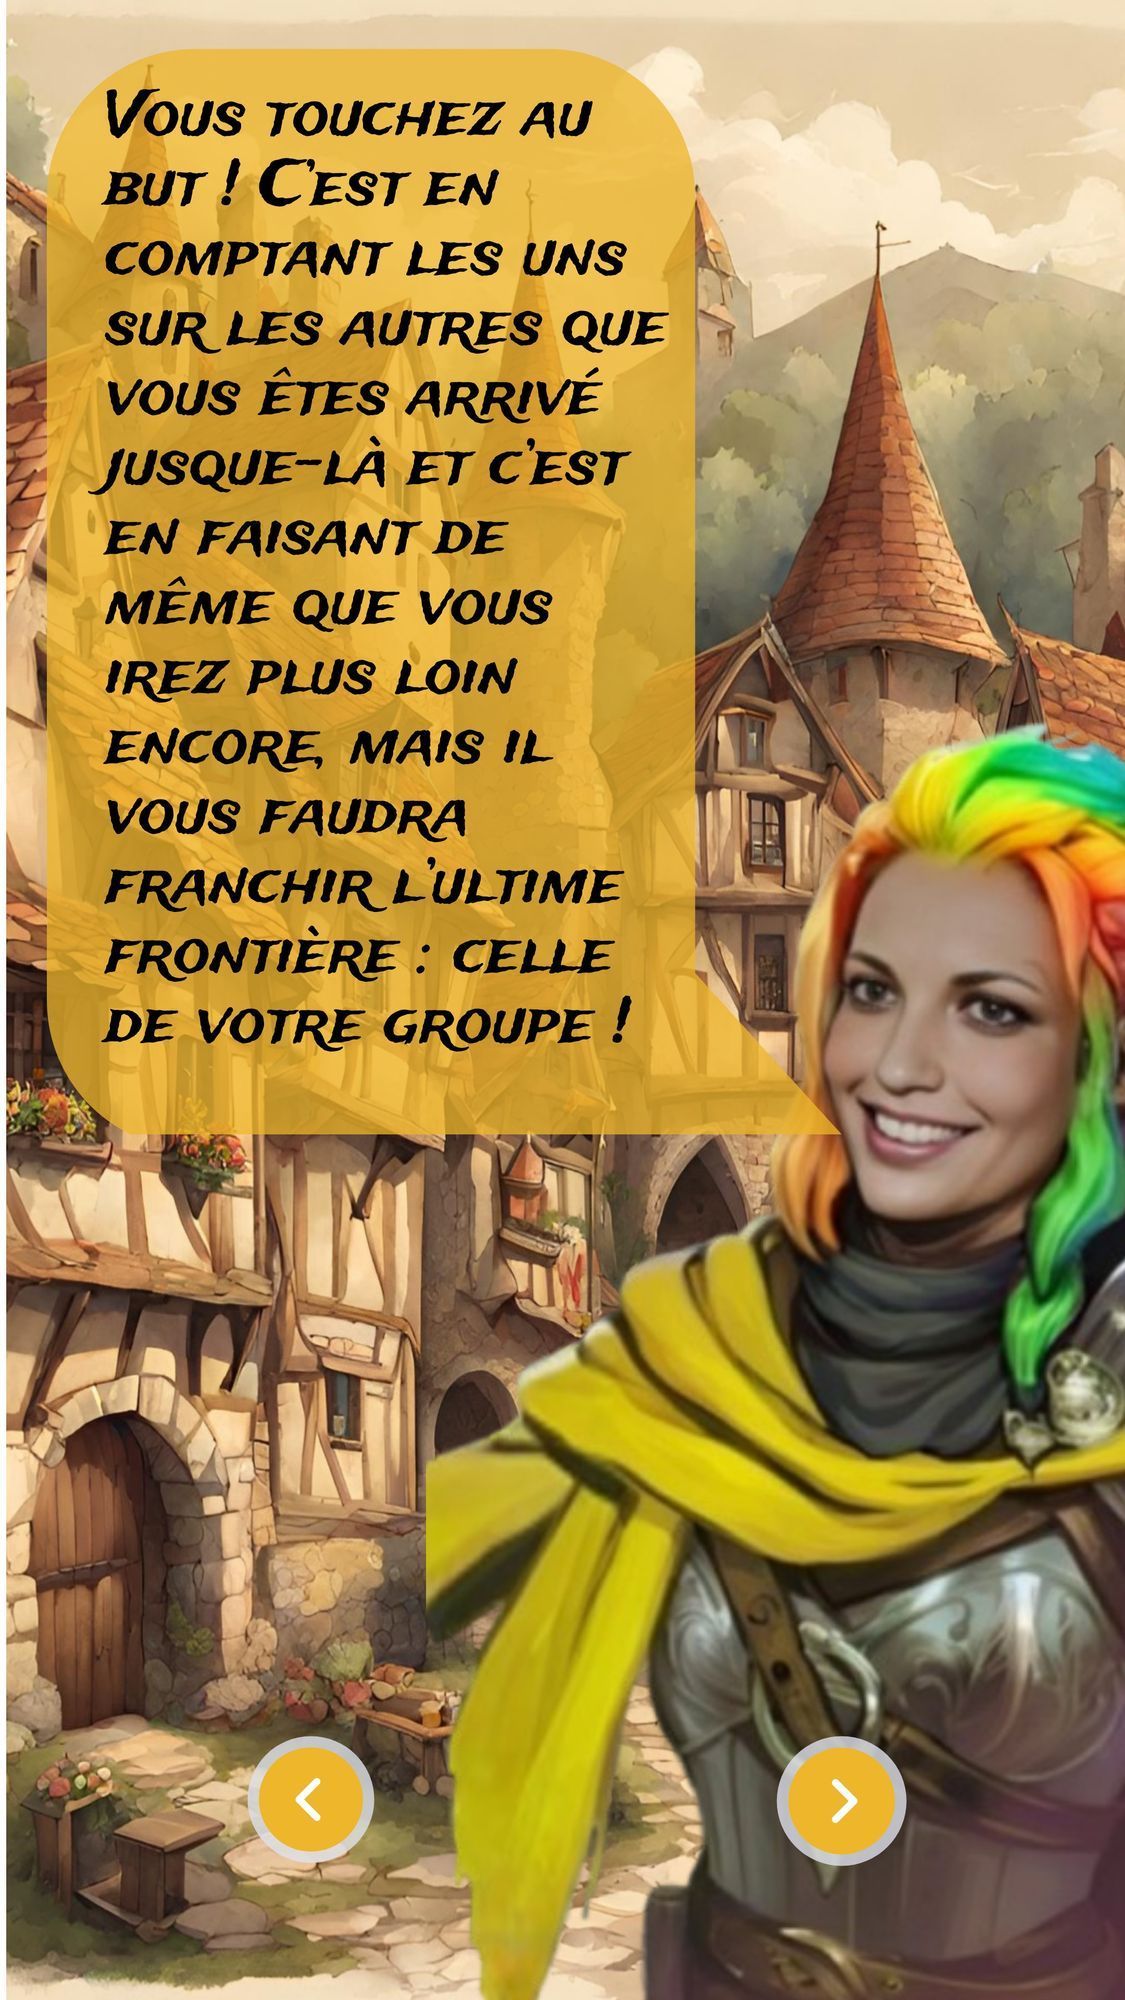 Vous touchez au
but ! C'est en
comptant les uns
sur les autres que
vous êtes arrivé
jusque-là et c'est
en faisant de
même que vous
irez plus loin
encore, mais il
vous faudra
franchir l'ultime
frontière : celle
de votre groupe !